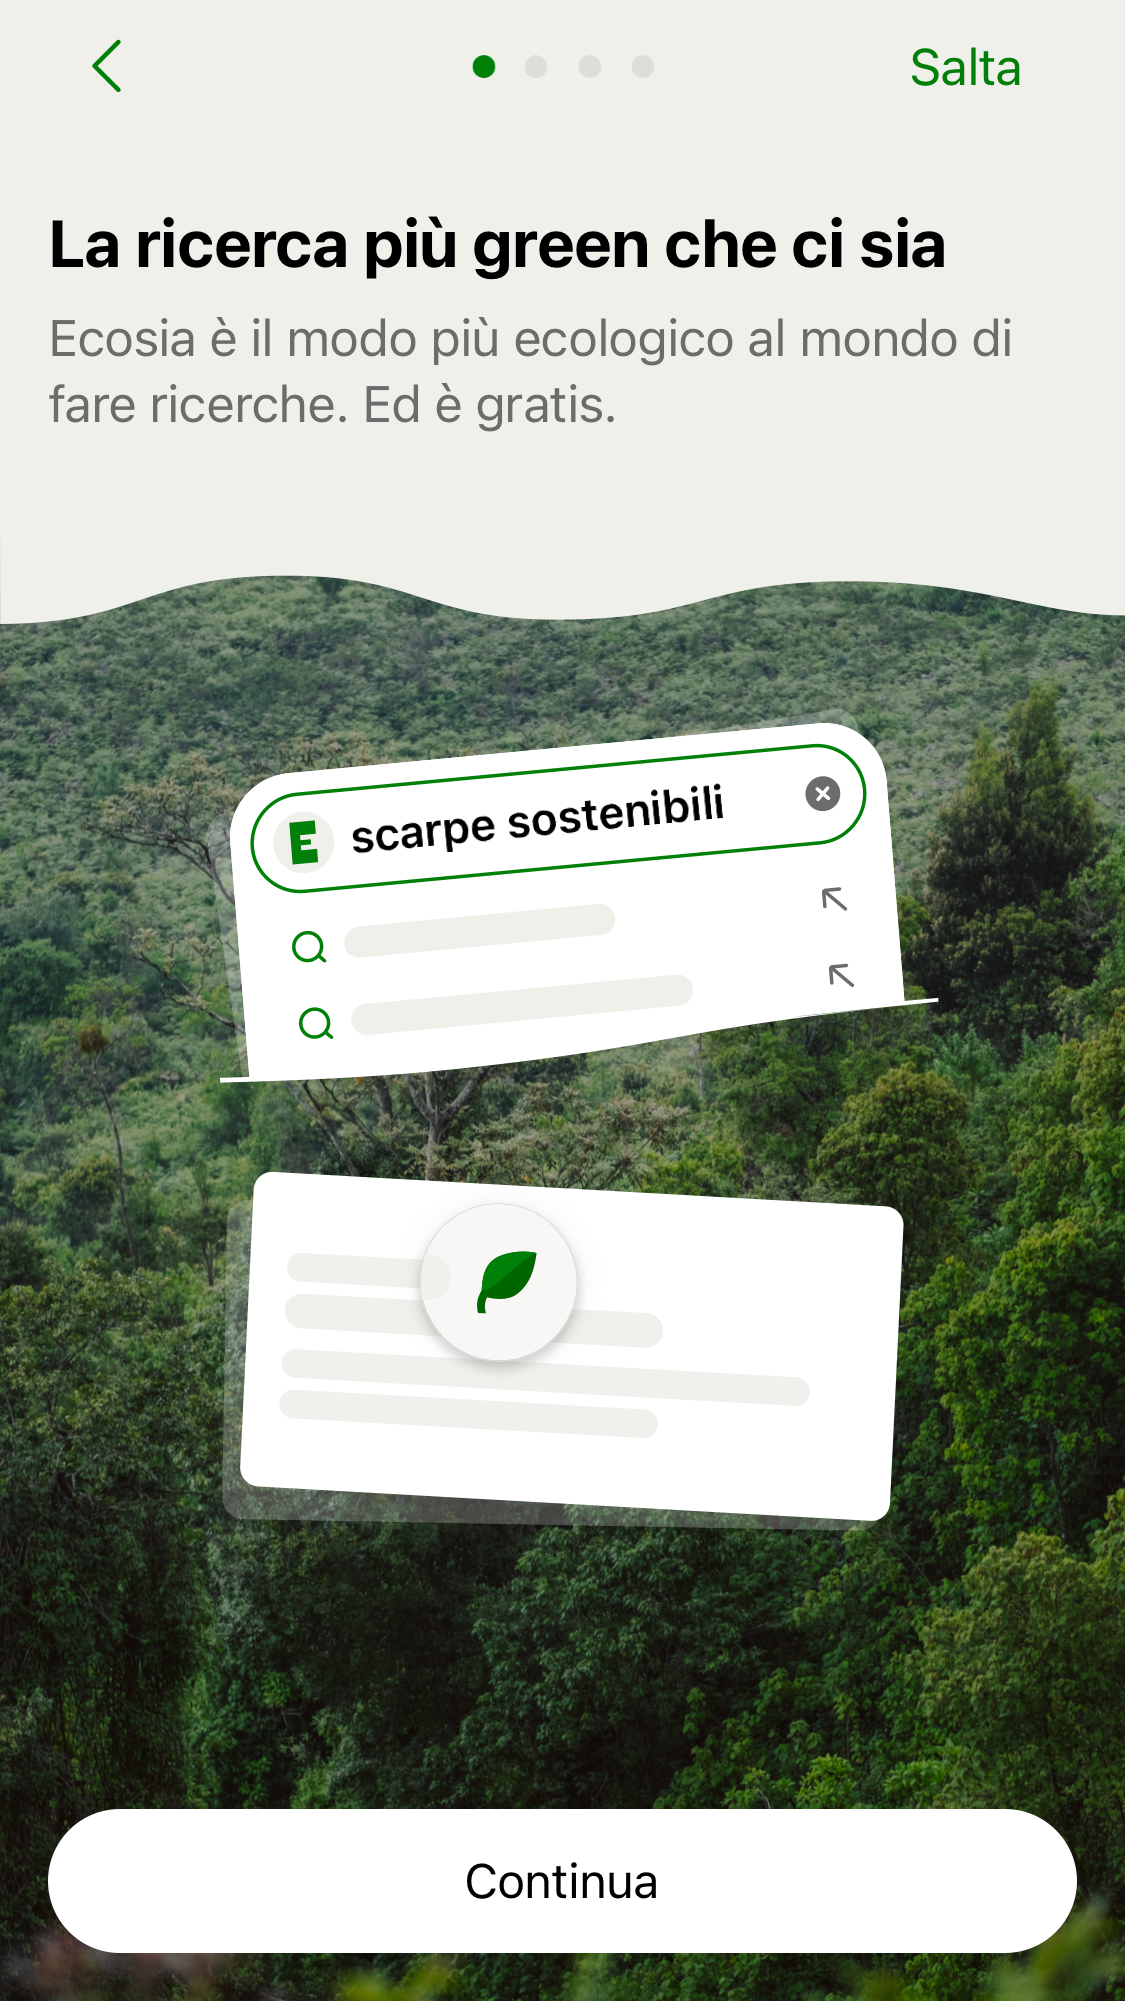 Salta
La ricerca più green che ci sia
Ecosia è il modo più ecologico al mondo di
fare ricerche. Ed è gratis.
E scarpe sostenibili
Continua